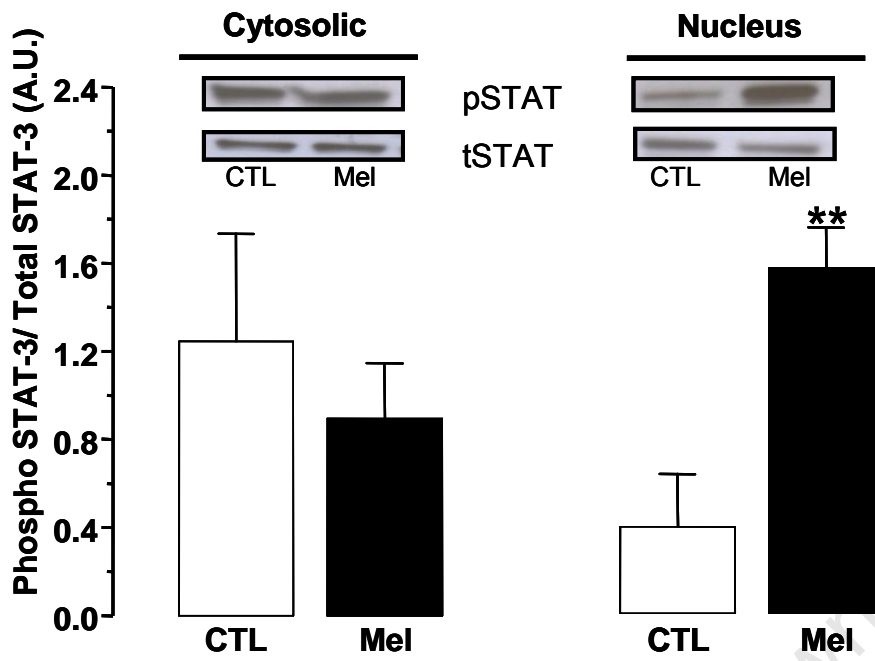 Cytosolic
Nucleus
Phospho STAT-3/ Total STAT-3 (A.U.)
2.4
2.0
1.6
1.2
0.8
0.4
0.0
pSTAT
tSTAT
CTL Mel
CTL Mel
**
CTL Mel
CTL Mel